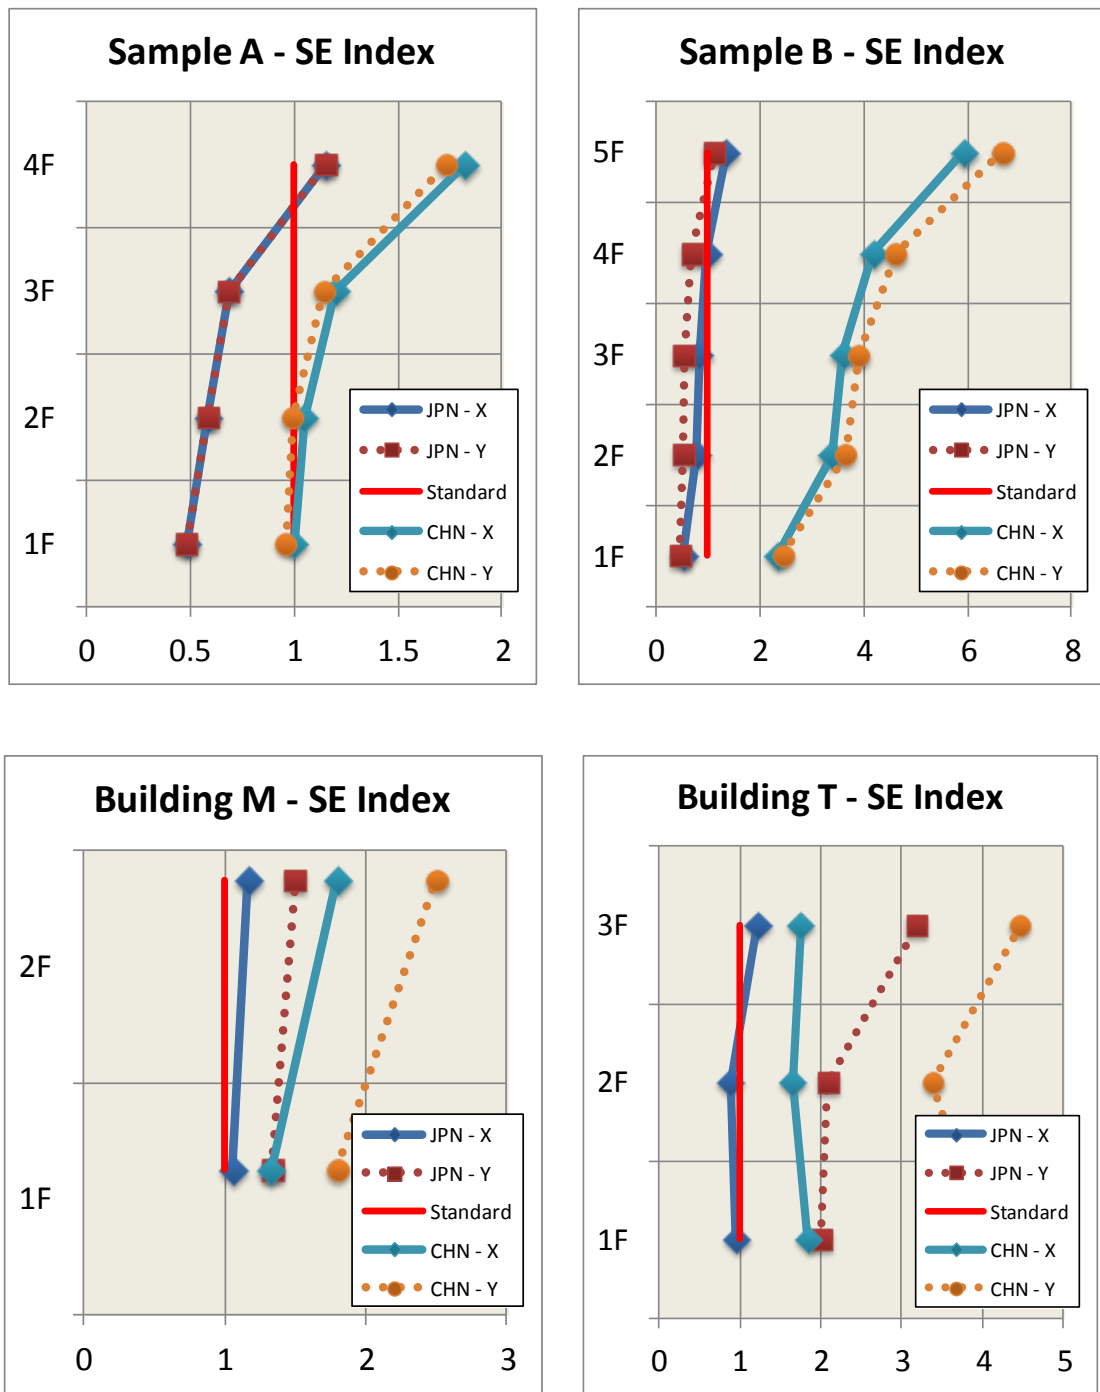 Sample A - SE Index
4F
3F
2F
1F
JPN - X
JPN - Y
Standard
CHN - X
CHN - Y
0 0.5 1 1.5 2
Sample B - SE Index
5F
4F
3F
2F
1F
JPN - X
JPN - Y
Standard
CHN - X
CHN - Y
0 2 4 6 8
Building M - SE Index
2F
1F
JPN - X
JPN - Y
Standard
CHN - X
CHN - Y
0 1 2 3
Building T - SE Index
3F
2F
1F
JPN - X
JPN - Y
Standard
CHN - X
CHN - Y
0 1 2 3 4 5